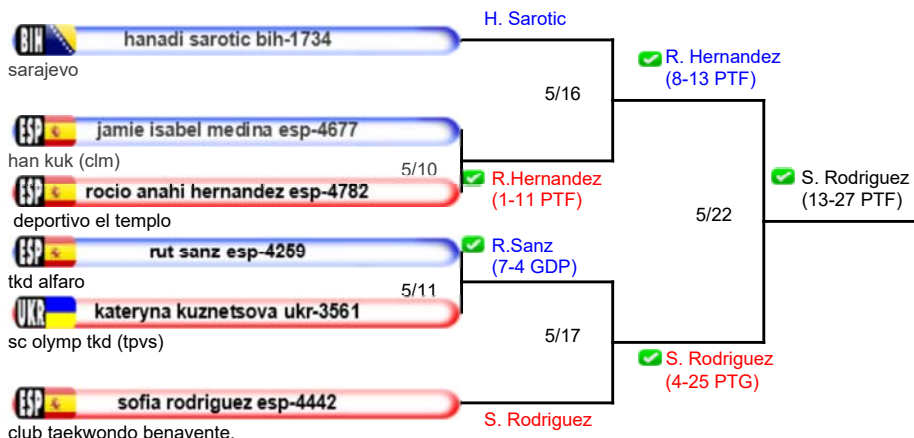 H. Sarotic
BIH hanadi sarotic bih-1734
sarajevo
R. Hernandez
(8-13 PTF)
5/16
ESP jamie isabel medina esp-4677
han kuk (clm)
5/10
R.Hernandez
(1-11 PTF)
ESP rocio anahi hernandez esp-4782
deportivo el templo
S. Rodriguez
(13-27 PTF)
5/22
ESP rut sanz esp-4259
tkd alfaro
R.Sanz
(7-4 GDP)
5/11
UKR kateryna kuznetsova ukr-3561
sc olymp tkd (tpvs)
5/17
S. Rodriguez
(4-25 PTG)
ESP sofia rodriguez esp-4442
S. Rodriguez
club taekwondo benavente.